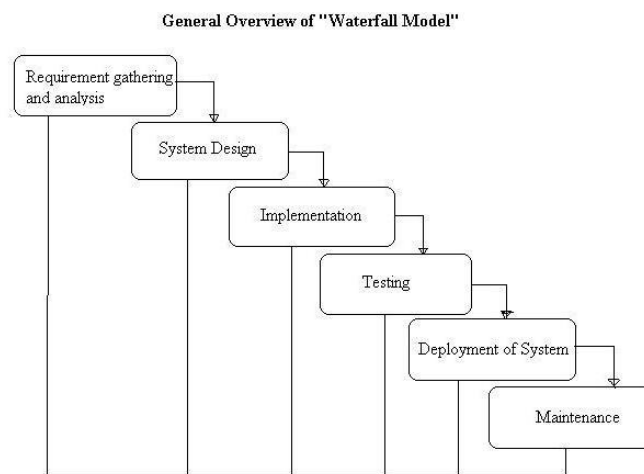 General Overview of "Waterfall Model"
Requirement gathering
and analysis
System Design
Implementation
Testing
Deployment of System
Maintenance